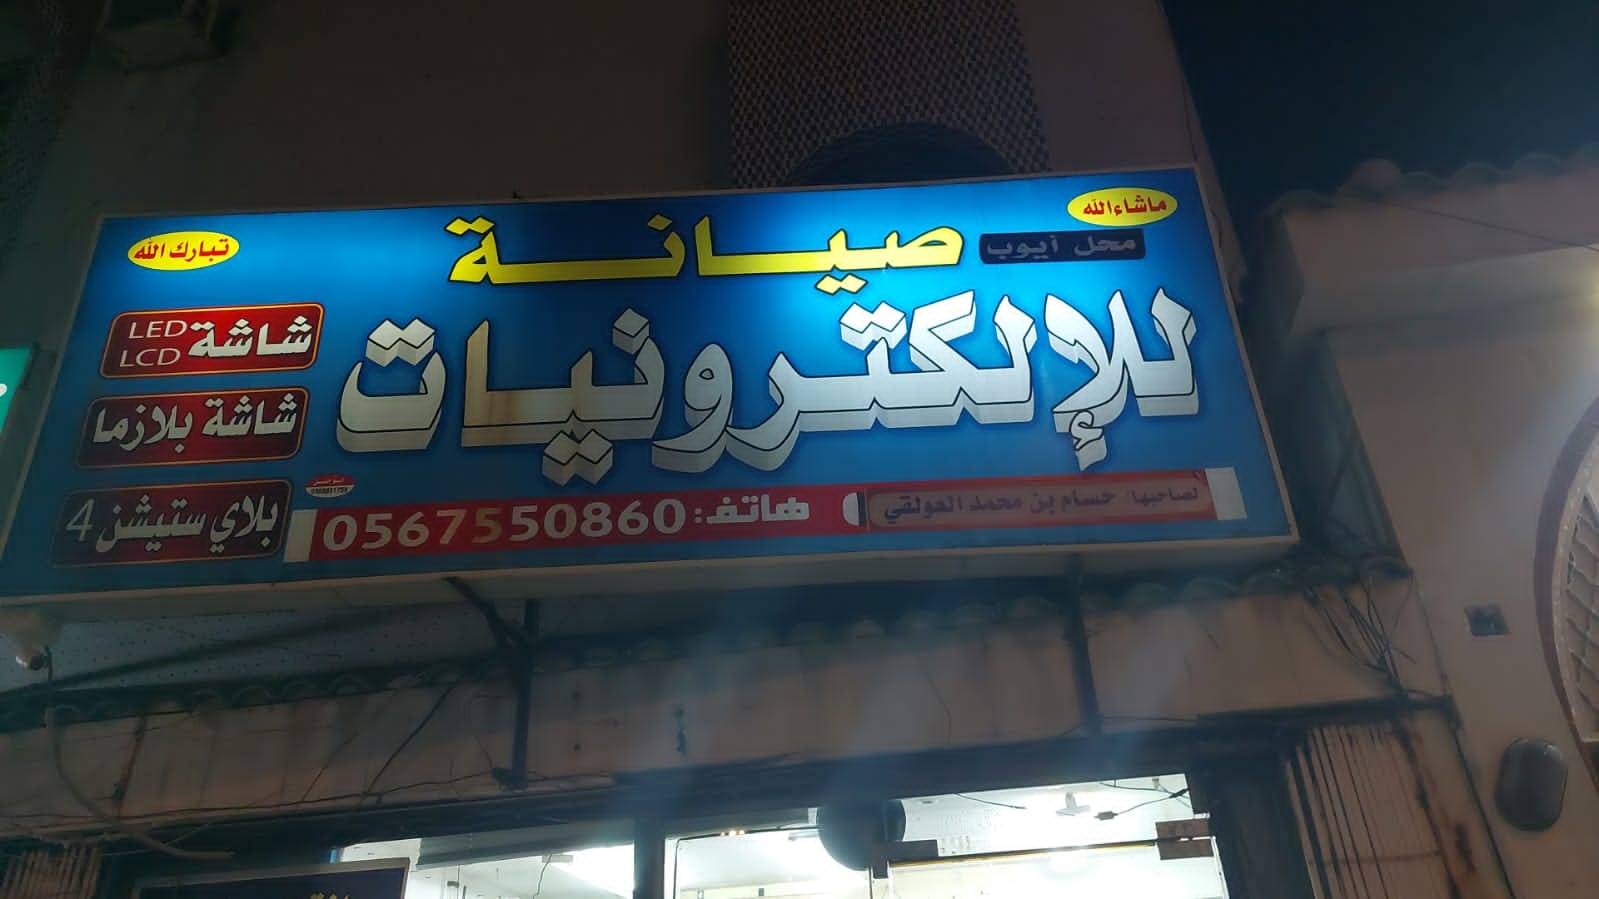 ماشاءالله
تبارك الله
محل أيوب
صيانة
للإلكترونيات
شاشة LED LCD
شاشة بلازما
بلاي ستيشن 4
لصاحبها/ حسام بن محمد العولقي
هاتف: 0567550860